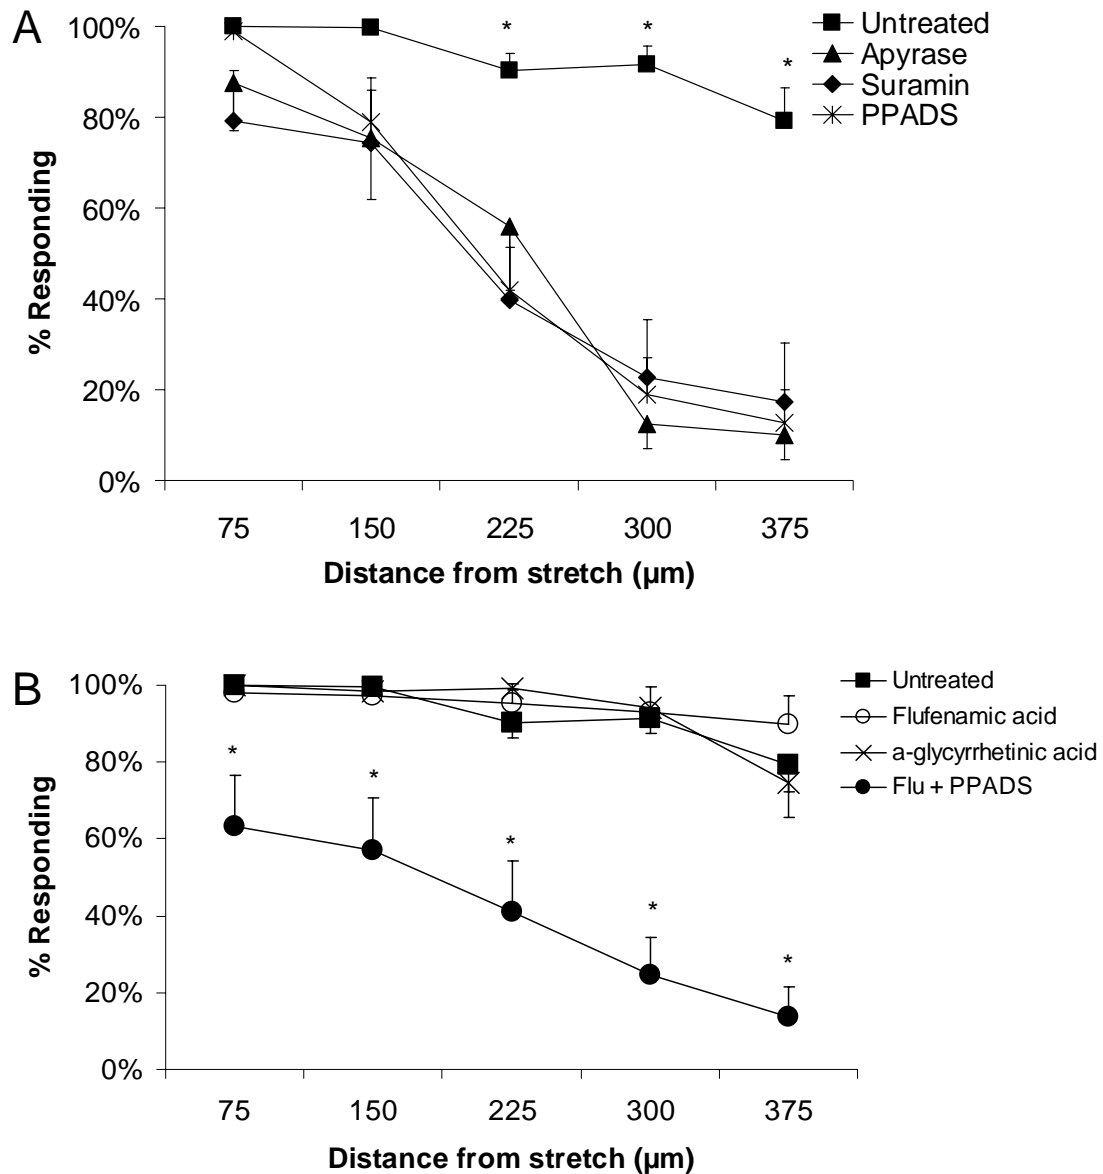 A
100%
80%
60%
40%
20%
0%
% Responding
* * *
Untreated
Apyrase
Suramin
PPADS
75 150 225 300 375
Distance from stretch (µm)
B
100%
80%
60%
40%
20%
0%
% Responding
* * * * *
Untreated
Flufenamic acid
a-glycyrrhetinic acid
Flu + PPADS
75 150 225 300 375
Distance from stretch (µm)